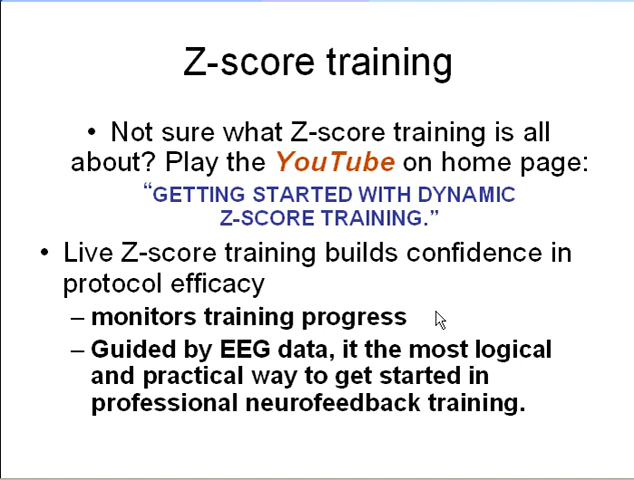 Z-score training
• Not sure what Z-score training is all
about? Play the YouTube on home page:
“GETTING STARTED WITH DYNAMIC
Z-SCORE TRAINING.”
• Live Z-score training builds confidence in
protocol efficacy
– monitors training progress
– Guided by EEG data, it the most logical
and practical way to get started in
professional neurofeedback training.